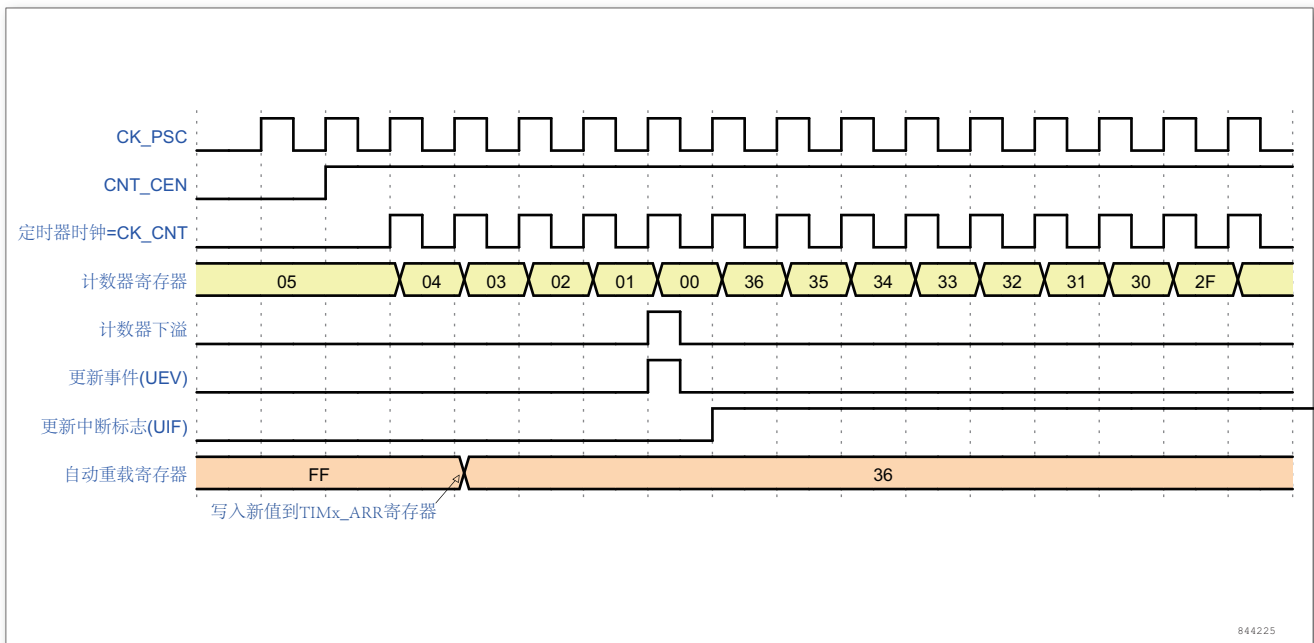 CK_PSC
CNT_CEN
定时器时钟=CK_CNT
计数器寄存器 05 04 03 02 01 00 36 35 34 33 32 31 30 2F
计数器下溢
更新事件(UEV)
更新中断标志(UIF)
自动重载寄存器 FF 36
写入新值到TIMx_ARR寄存器
844225